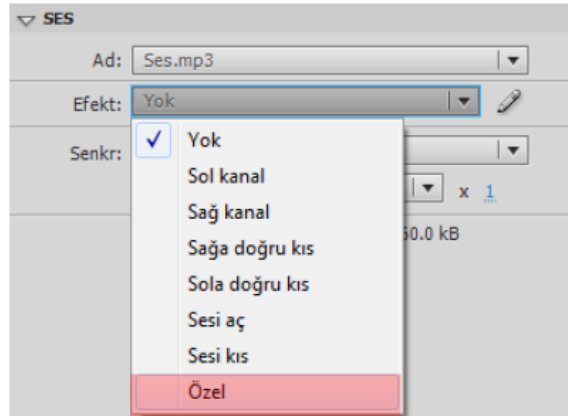 SES
Ad: Ses.mp3
Efekt: Yok
Yok
Senkr:
Sol kanal
x 1
Sağ kanal
Sağa doğru kıs
Sola doğru kıs
Sesi aç
Sesi kıs
Özel